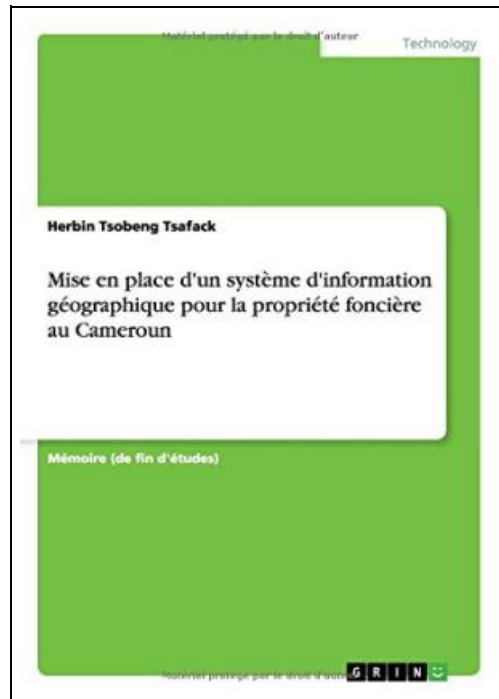 Matériel protégé par le droit d'auteur
Technology
Herbin Tsobeng Tsafack
Mise en place d'un système d'information
géographique pour la propriété foncière
au Cameroun
Mémoire (de fin d'études)
Matériel protégé par le droit d'auteur
GRIN